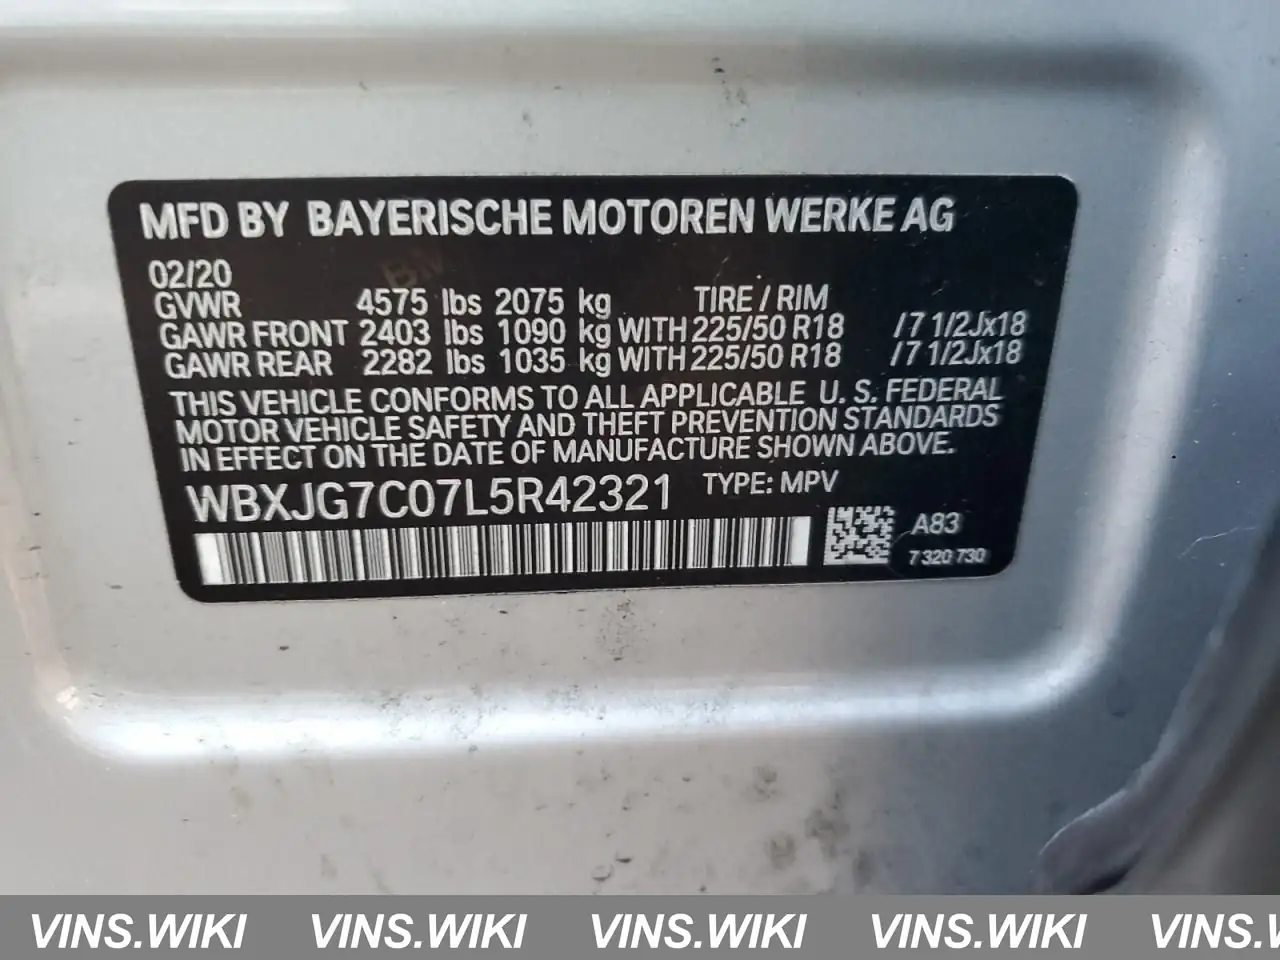 MFD BY BAYERISCHE MOTOREN WERKE AG
02/20
GVWR 4575 lbs 2075 kg TIRE / RIM
GAWR FRONT 2403 lbs 1090 kg WITH 225/50 R18 /7 1/2Jx18
GAWR REAR 2282 lbs 1035 kg WITH 225/50 R18 /7 1/2Jx18
THIS VEHICLE CONFORMS TO ALL APPLICABLE U. S. FEDERAL
MOTOR VEHICLE SAFETY AND THEFT PREVENTION STANDARDS
IN EFFECT ON THE DATE OF MANUFACTURE SHOWN ABOVE.
WBXJG7C07L5R42321 TYPE: MPV
A83
7 320 730
VINS.WIKI VINS.WIKI VINS.WIKI VINS.WIKI VINS.W